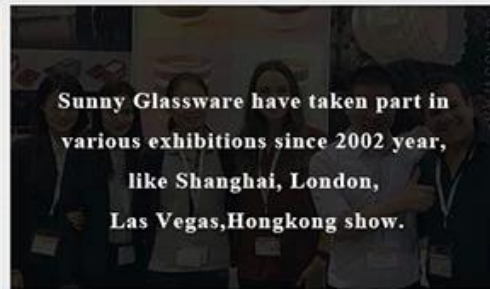 Sunny Glassware have taken part in
various exhibitions since 2002 year,
like Shanghai, London,
Las Vegas,Hongkong show.